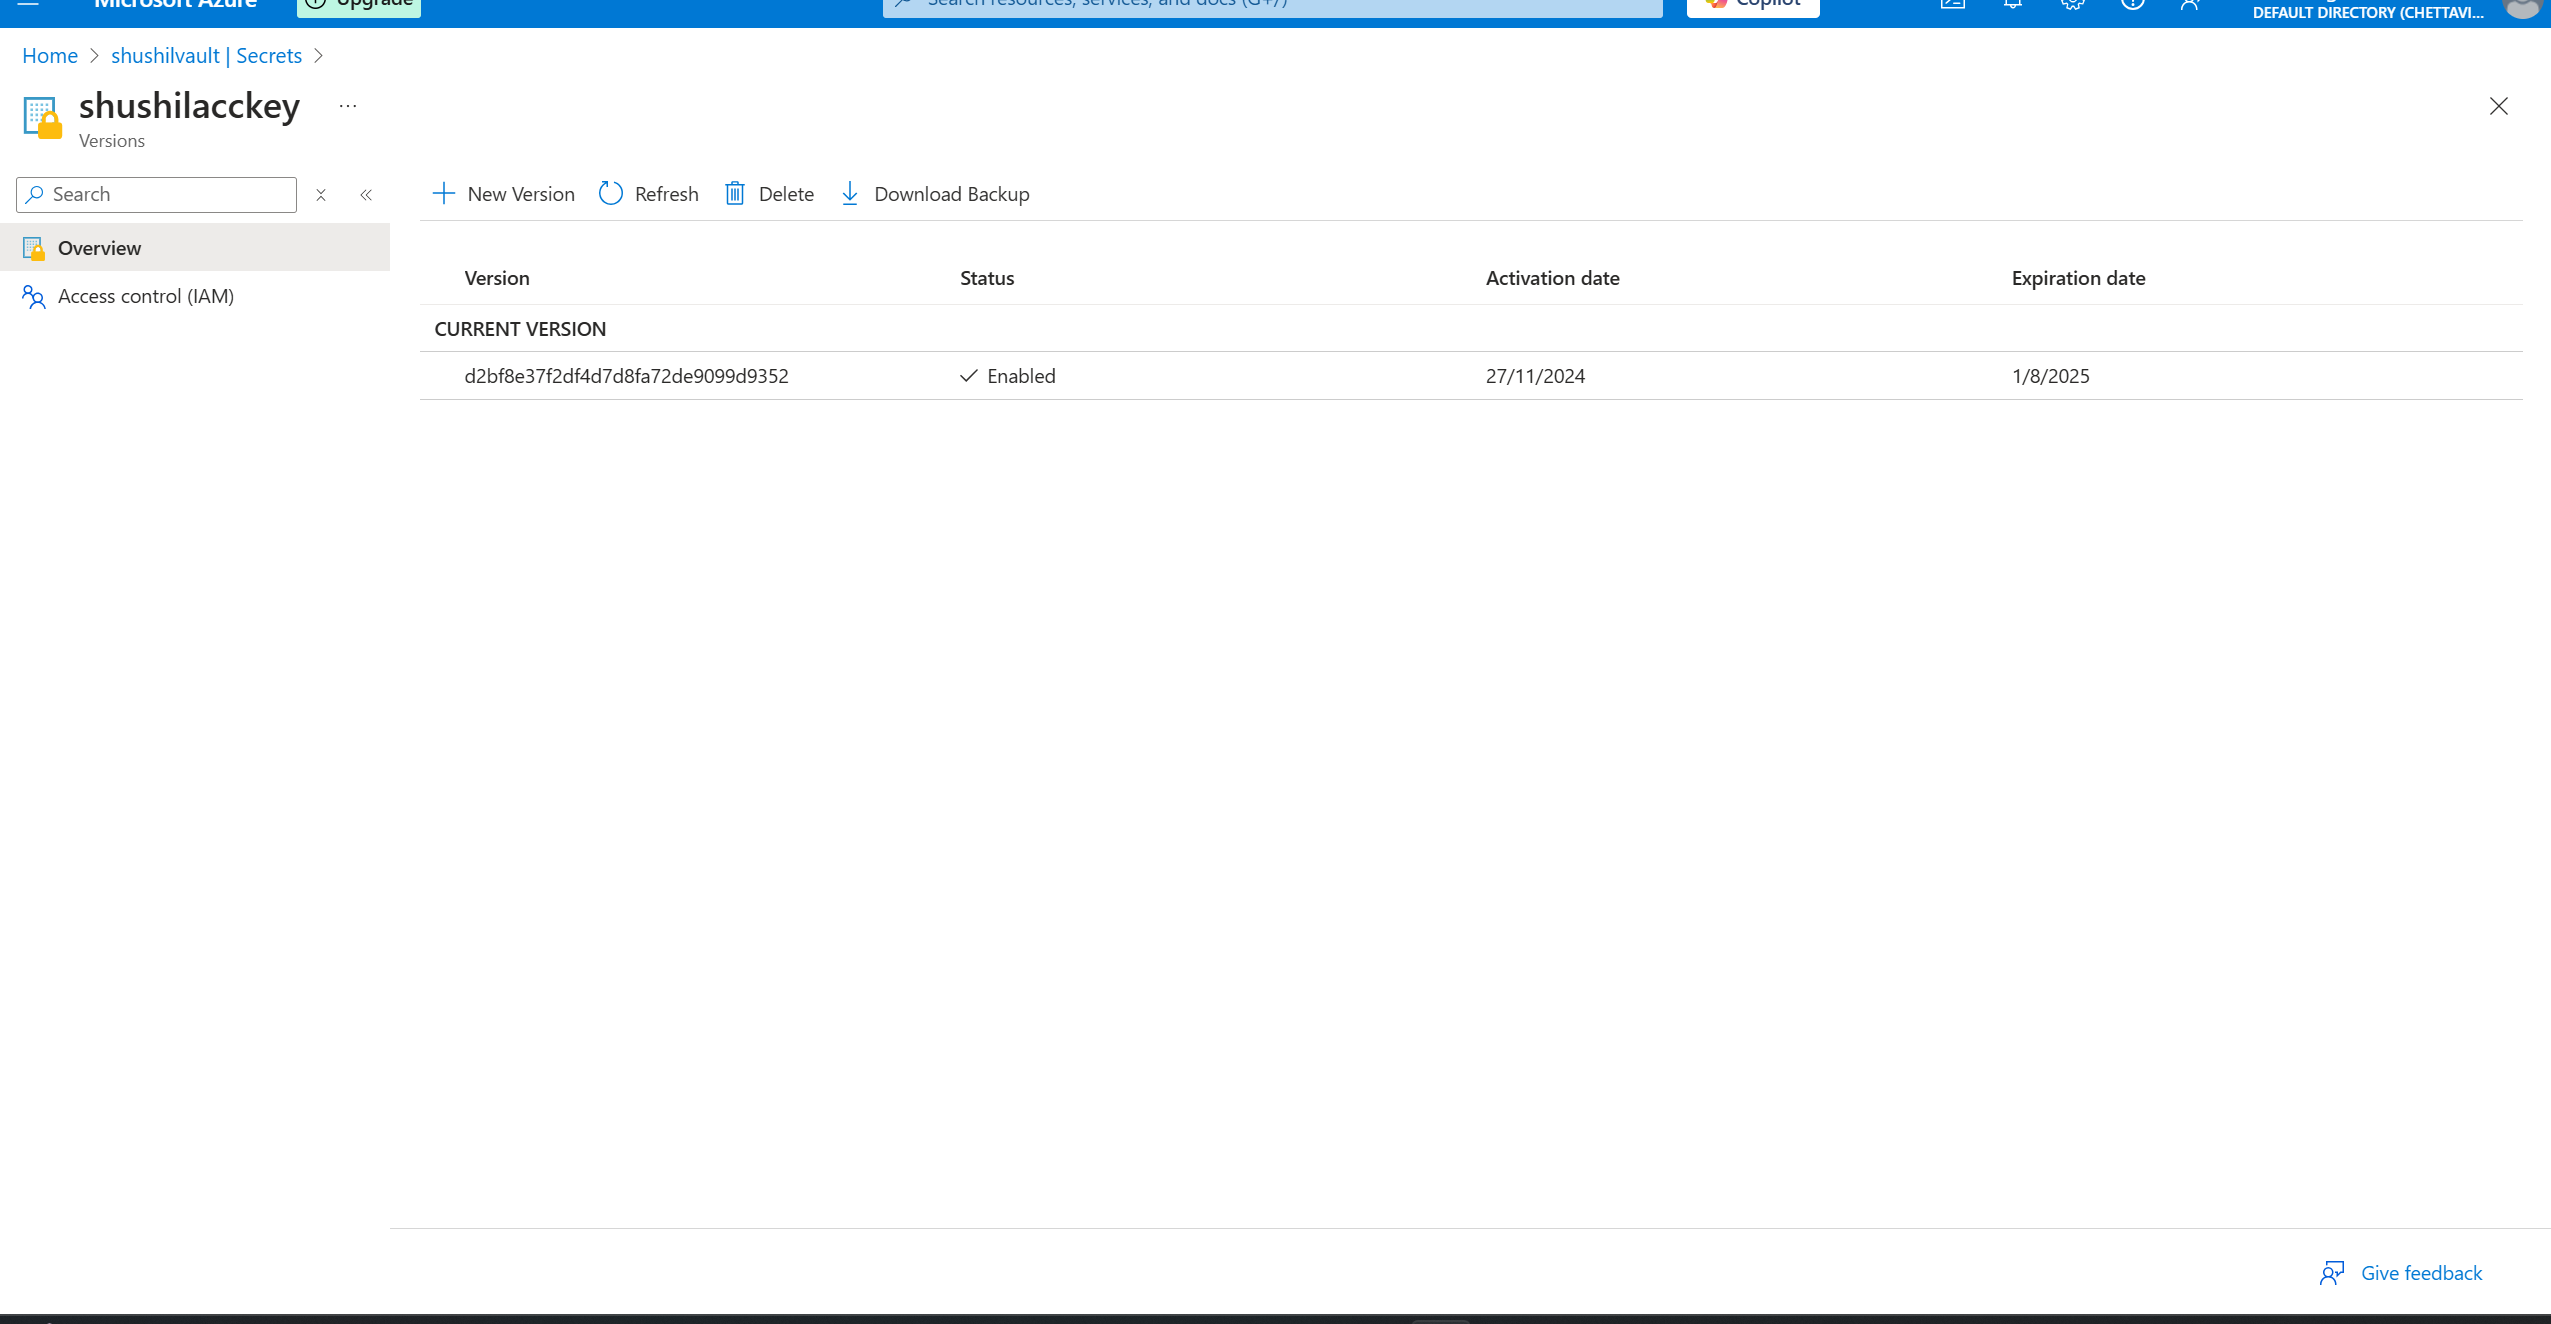 Microsoft Azure
Upgrade
Search resources, services, and docs (G+/)
Copilot
DEFAULT DIRECTORY (CHETTAVI...
Home > shushilvault | Secrets >
shushilacckey ...
Versions
Search
New Version Refresh Delete Download Backup
Overview
Access control (IAM)
Version Status Activation date Expiration date
CURRENT VERSION
d2bf8e37f2df4d7d8fa72de9099d9352 Enabled 27/11/2024 1/8/2025
Give feedback